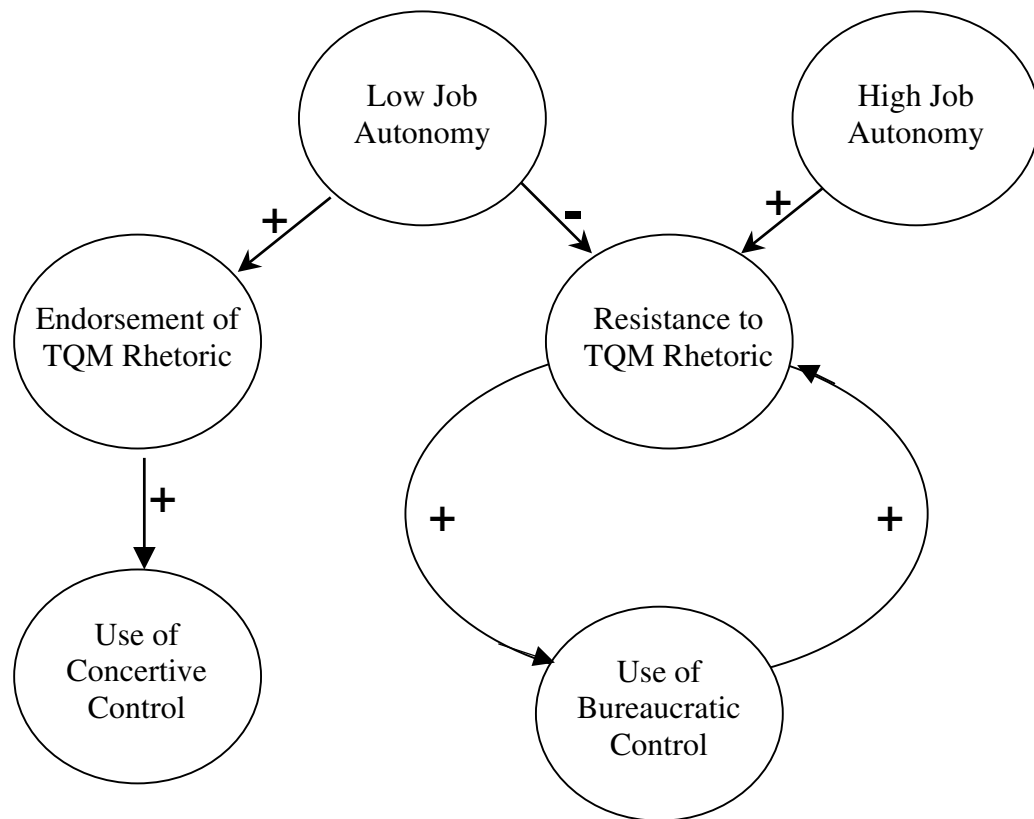 Low Job
Autonomy
High Job
Autonomy
+
-
+
Endorsement of
TQM Rhetoric
Resistance to
TQM Rhetoric
+
+
+
Use of
Concertive
Control
Use of
Bureaucratic
Control